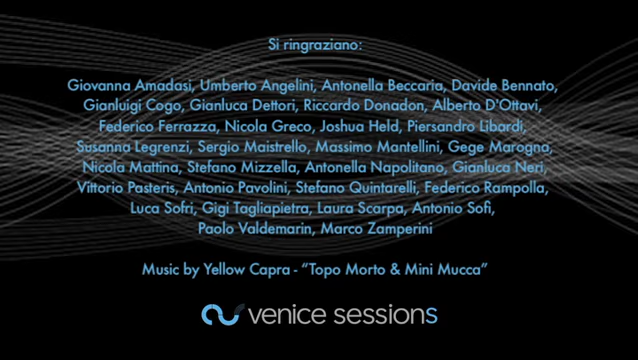 Si ringraziano:
Giovanna Amadasi, Umberto Angelini, Antonella Beccaria, Davide Bennato,
Gianluigi Cogo, Gianluca Dettori, Riccardo Donadon, Alberto D'Ottavi,
Federico Ferrazza, Nicola Greco, Joshua Held, Piersandro Libardi,
Susanna Legrenzi, Sergio Maistrello, Massimo Mantellini, Gege Marogna,
Nicola Mattina, Stefano Mizzella, Antonella Napolitano, Gianluca Neri,
Vittorio Pasteris, Antonio Pavolini, Stefano Quintarelli, Federico Rampolla,
Luca Sofri, Gigi Tagliapietra, Laura Scarpa, Antonio Sofi,
Paolo Valdemarin, Marco Zamperini
Music by Yellow Capra - “Topo Morto & Mini Mucca”
venice sessions